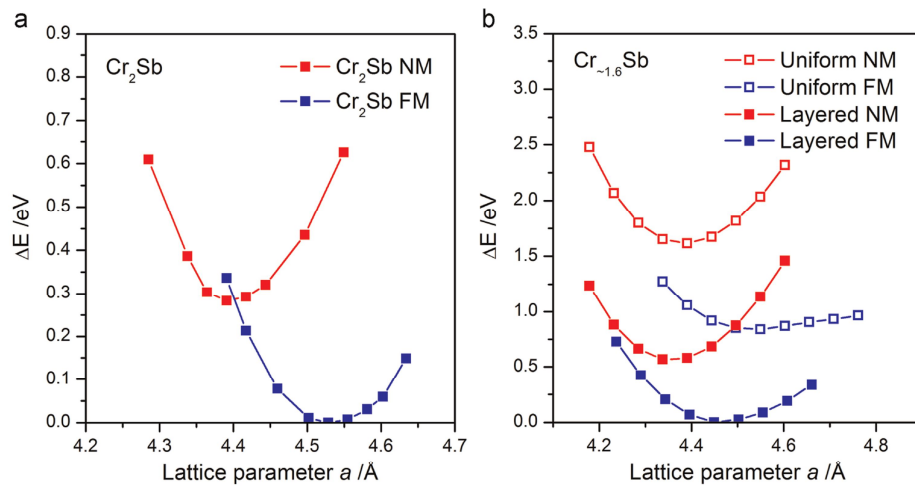 a
0.9
0.8
0.7
0.6
0.5
0.4
0.3
0.2
0.1
0.0
ΔE /eV
Cr₂Sb
Cr₂Sb NM
Cr₂Sb FM
4.2 4.3 4.4 4.5 4.6 4.7
Lattice parameter a /Å
b
3.5
3.0
2.5
2.0
1.5
1.0
0.5
0.0
ΔE /eV
Cr₋₁.₆Sb
Uniform NM
Uniform FM
Layered NM
Layered FM
4.2 4.4 4.6 4.8
Lattice parameter a /Å